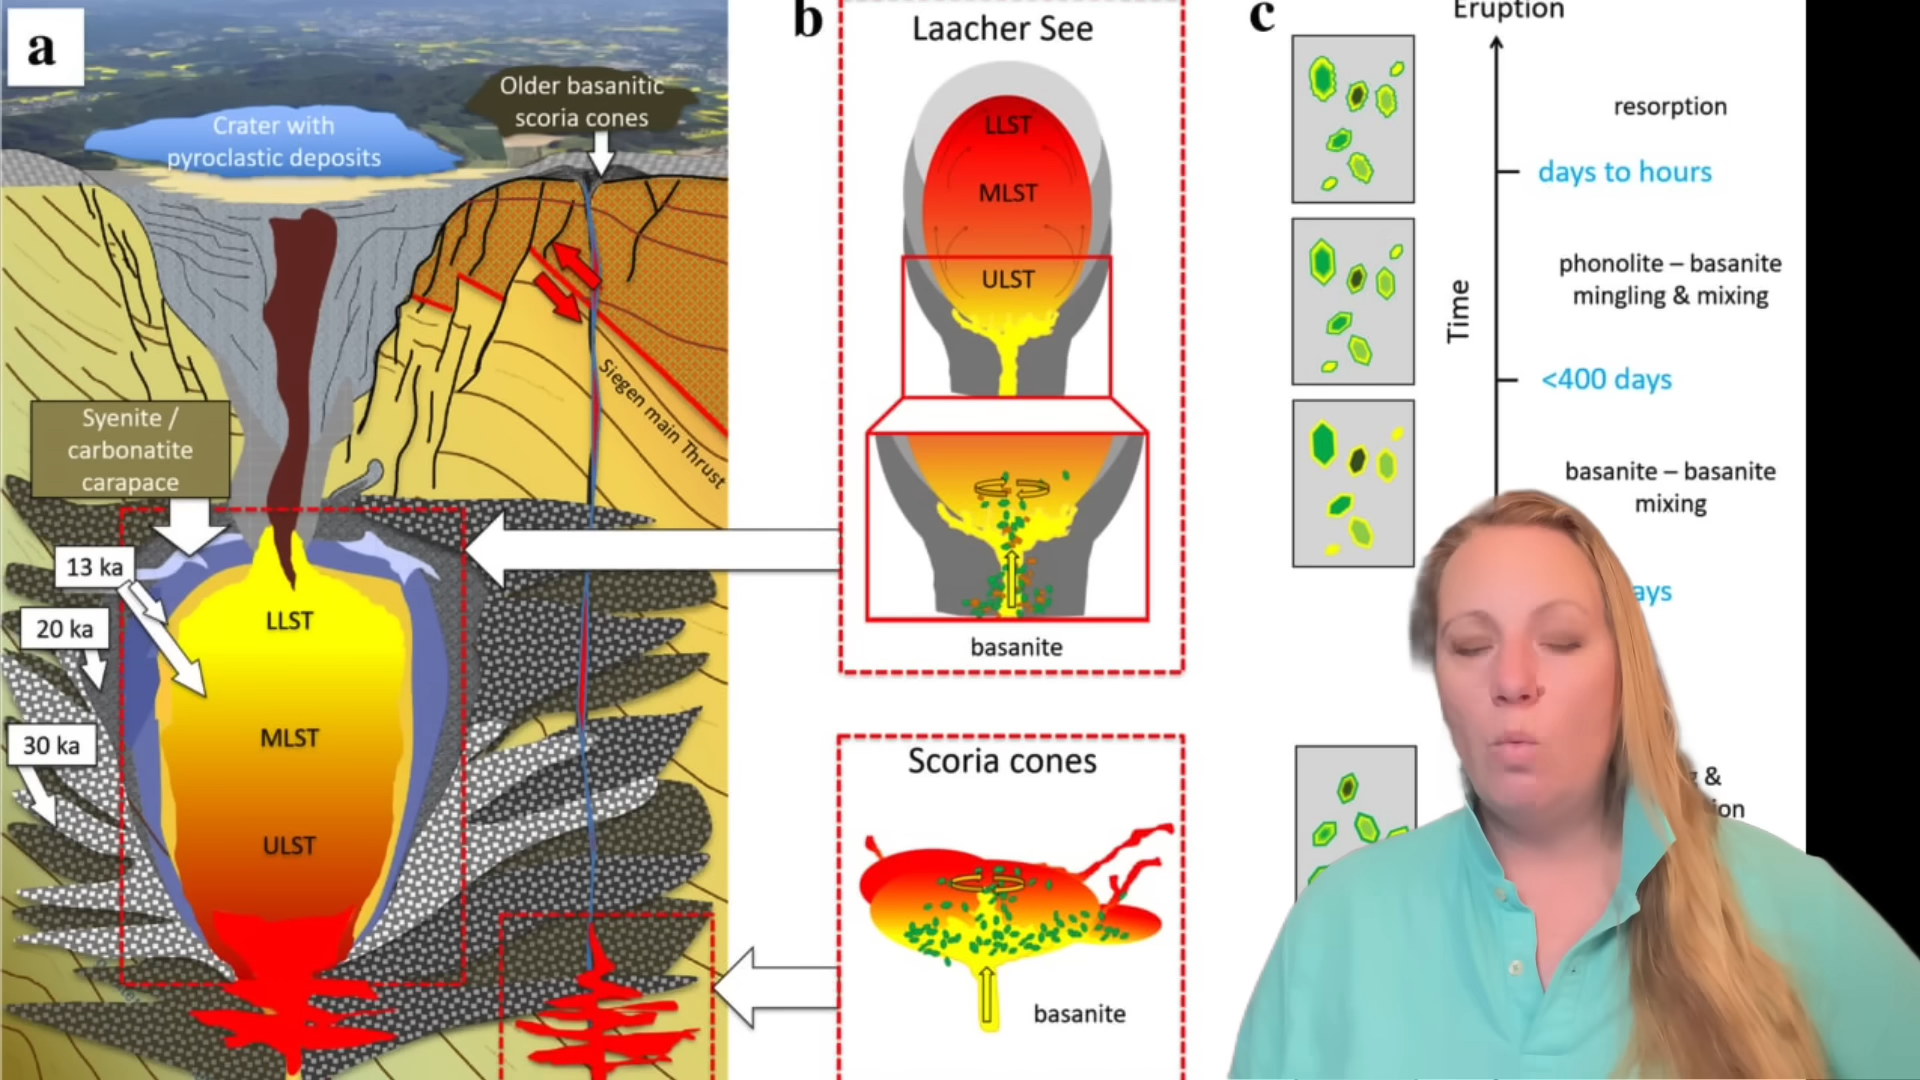 a
Crater with
pyroclastic deposits
Older basanitic
scoria cones
Siegen main Thrust
Syenite /
carbonatite
carapace
13 ka
20 ka
30 ka
LLST
MLST
ULST
b
Laacher See
LLST
MLST
ULST
basanite
Scoria cones
basanite
c
Eruption
Time
resorption
days to hours
phonolite – basanite
mingling & mixing
<400 days
basanite – basanite
mixing
&